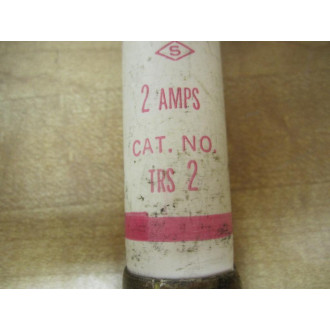 S
2 AMPS
CAT. NO.
TRS 2